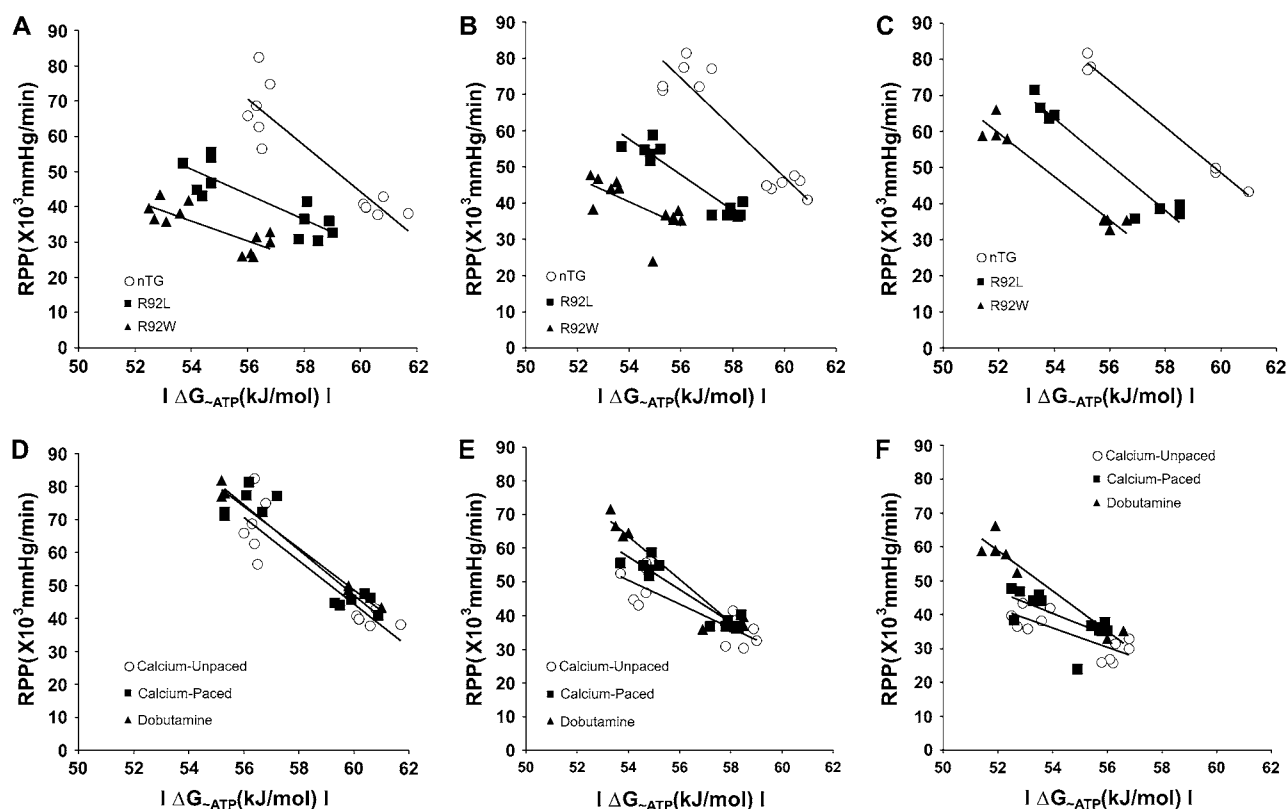 A
RPP(X10³mmHg/min)
90
80
70
60
50
40
30
20
10
0
nTG
R92L
R92W
50 52 54 56 58 60 62
I ΔG~ATP(kJ/mol) I
B
RPP(X10³mmHg/min)
90
80
70
60
50
40
30
20
10
0
nTG
R92L
R92W
50 52 54 56 58 60 62
I ΔG~ATP(kJ/mol) I
C
RPP(X10³mmHg/min)
90
80
70
60
50
40
30
20
10
0
nTG
R92L
R92W
50 52 54 56 58 60 62
I ΔG~ATP(kJ/mol) I
D
RPP(X10³mmHg/min)
90
80
70
60
50
40
30
20
10
0
Calcium-Unpaced
Calcium-Paced
Dobutamine
50 52 54 56 58 60 62
I ΔG~ATP(kJ/mol) I
E
RPP(X10³mmHg/min)
90
80
70
60
50
40
30
20
10
0
Calcium-Unpaced
Calcium-Paced
Dobutamine
50 52 54 56 58 60 62
I ΔG~ATP(kJ/mol) I
F
RPP(X10³mmHg/min)
90
80
70
60
50
40
30
20
10
0
Calcium-Unpaced
Calcium-Paced
Dobutamine
50 52 54 56 58 60 62
I ΔG~ATP(kJ/mol) I